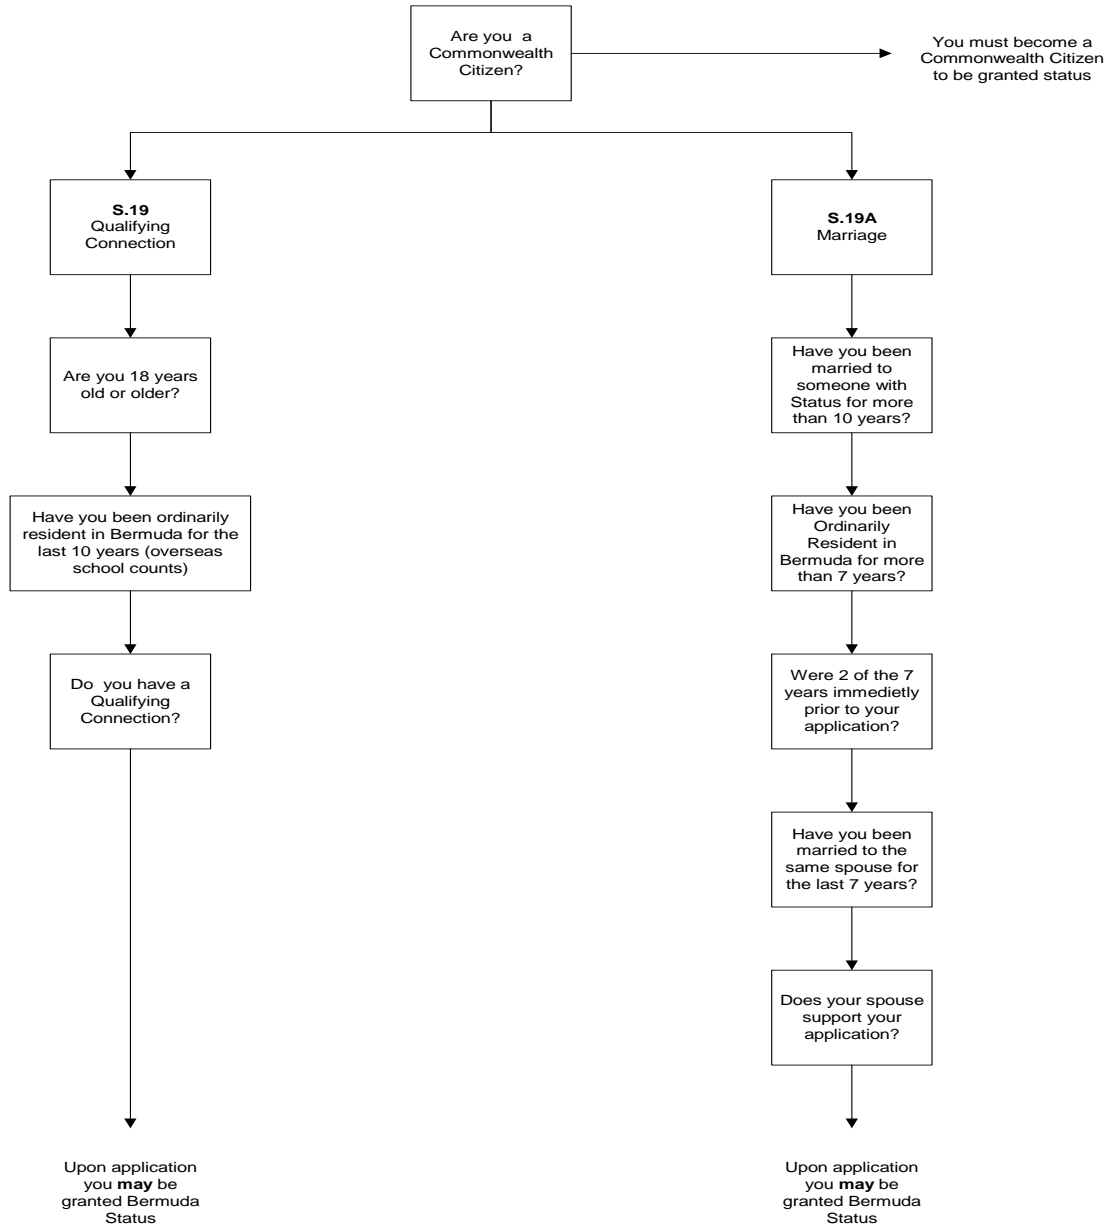 Are you a
Commonwealth
Citizen?
You must become a
Commonwealth Citizen
to be granted status
S.19
Qualifying
Connection
Are you 18 years
old or older?
Have you been ordinarily
resident in Bermuda for the
last 10 years (overseas
school counts)
Do you have a
Qualifying
Connection?
Upon application
you may be
granted Bermuda
Status
S.19A
Marriage
Have you been
married to
someone with
Status for more
than 10 years?
Have you been
Ordinarily
Resident in
Bermuda for more
than 7 years?
Were 2 of the 7
years immedietly
prior to your
application?
Have you been
married to the
same spouse for
the last 7 years?
Does your spouse
support your
application?
Upon application
you may be
granted Bermuda
Status